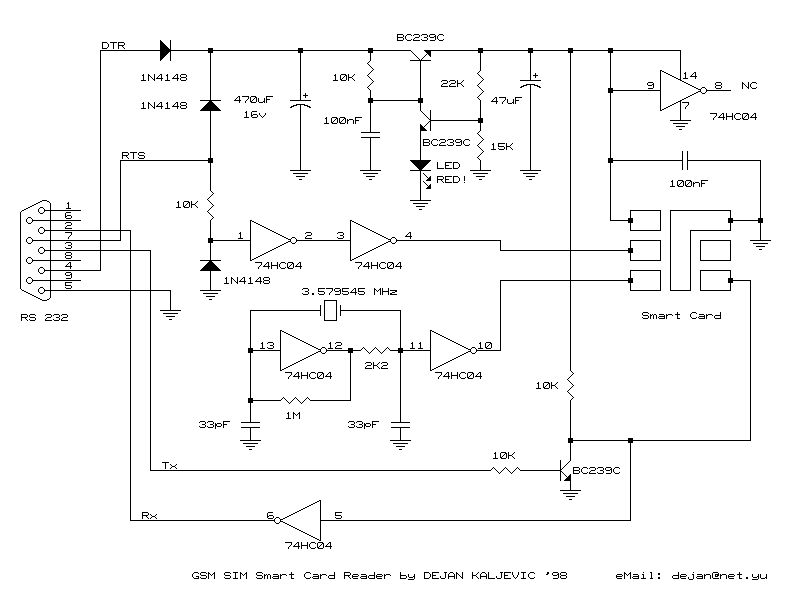 BC239C
DTR
1N4148
10K
22K
14
9
8
NC
1N4148
470uF
16v
+
+
47uF
7
74HC04
100nF
BC239C
15K
RTS
LED
RED!
100nF
10K
1
6
2
7
3
8
4
9
5
RS 232
1
2
3
4
74HC04
74HC04
1N4148
3.579545 MHz
Smart Card
13
12
11
10
2K2
74HC04
74HC04
10K
1M
33pF
33pF
10K
Tx
BC239C
Rx
6
5
74HC04
GSM SIM Smart Card Reader by DEJAN KALJEVIC '98
eMail: dejan@net.yu